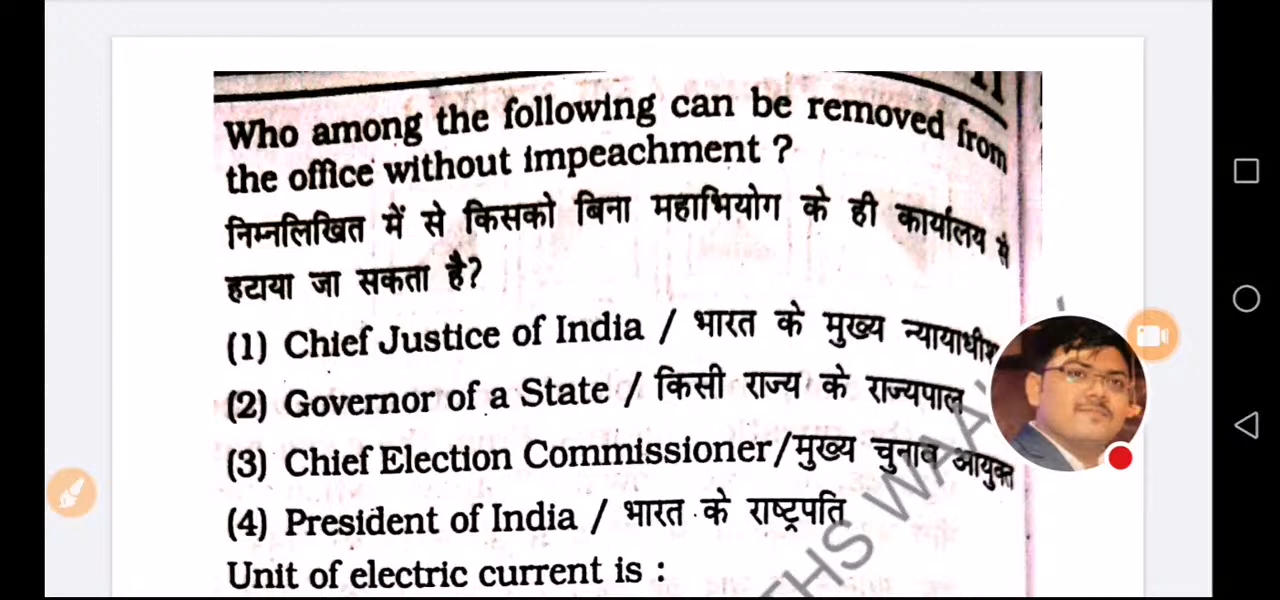 Who among the following can be removed from
the office without impeachment ?
निम्नलिखित में से किसको बिना महाभियोग के ही कार्यालय से
हटाया जा सकता है?
(1) Chief Justice of India / भारत के मुख्य न्यायाधीश
(2) Governor of a State / किसी राज्य के राज्यपाल
(3) Chief Election Commissioner/मुख्य चुनाव आयुक्त
(4) President of India / भारत के राष्ट्रपति
Unit of electric current is :